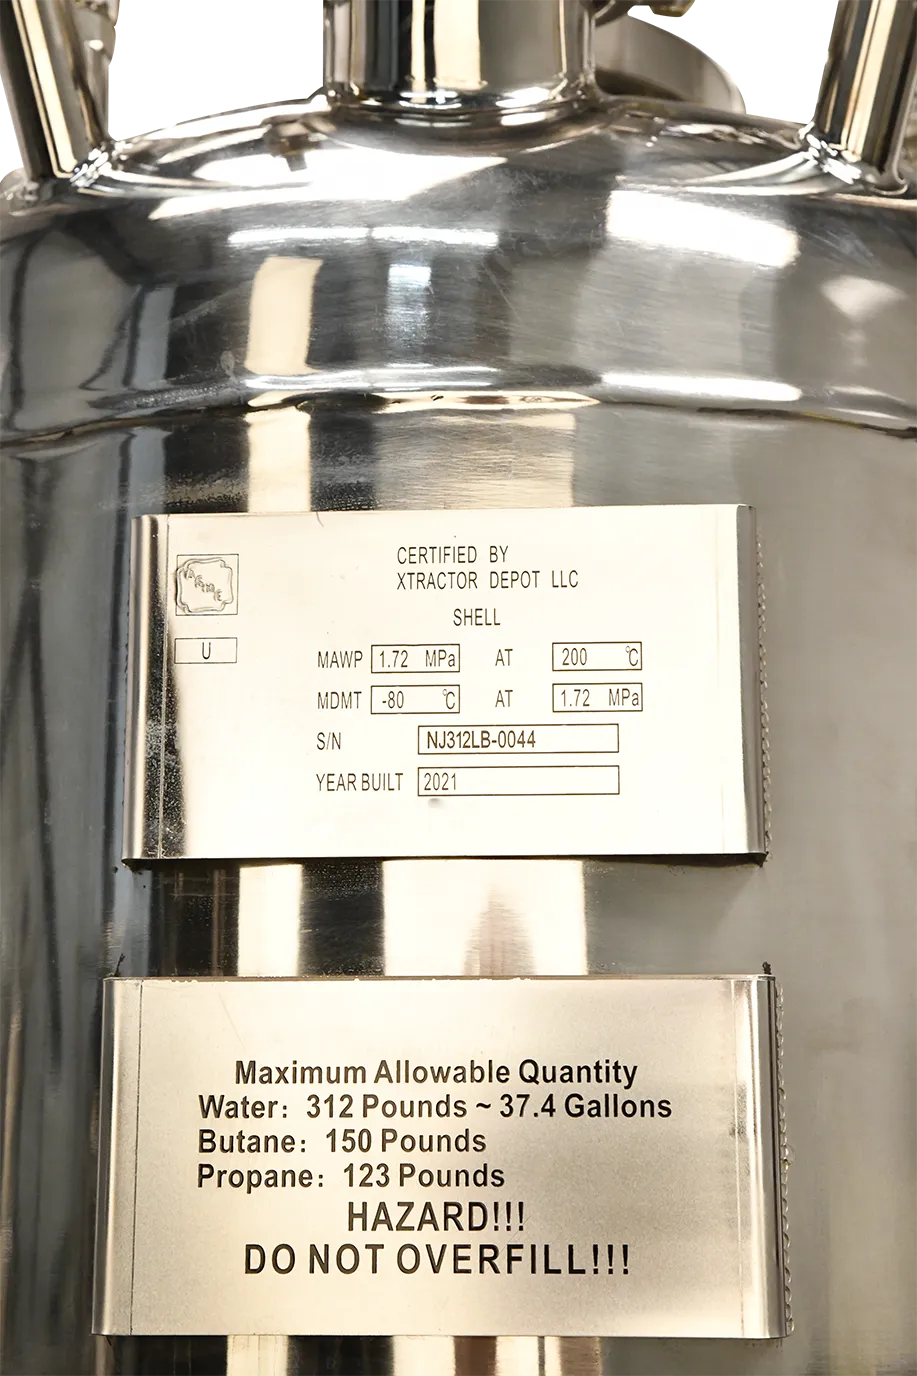 U
CERTIFIED BY
XTRACTOR DEPOT LLC
SHELL
MAWP 1.72 MPa AT 200 ℃
MDMT -80 ℃ AT 1.72 MPa
S/N NJ312LB-0044
YEAR BUILT 2021
Maximum Allowable Quantity
Water: 312 Pounds ~ 37.4 Gallons
Butane: 150 Pounds
Propane: 123 Pounds
HAZARD!!!
DO NOT OVERFILL!!!